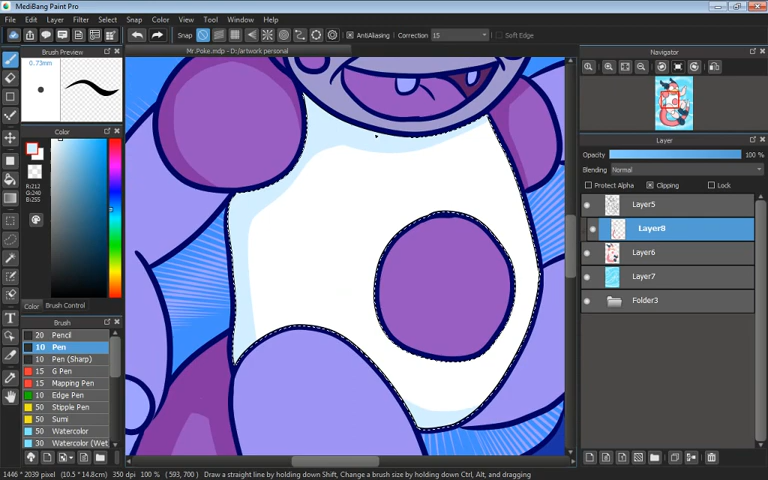 MediBang Paint Pro
File Edit Layer Filter Select Snap Color View Tool Window Help
Snap AntiAliasing Correction 15 Soft Edge
Brush Preview
Mr.Poke.mdp - D:/artwork personal
Navigator
0.73mm
Color
R:212
G:240
B:255
Layer
Opacity 100 %
Blending Normal
Protect Alpha Clipping Lock
Layer5
Layer8
Layer6
Layer7
Folder3
Color Brush Control
Brush
20 Pencil
10 Pen
10 Pen (Sharp)
15 G Pen
15 Mapping Pen
10 Edge Pen
50 Stipple Pen
50 Sumi
50 Watercolor
30 Watercolor (Wet
1446 * 2039 pixel (10.5 * 14.8cm) 350 dpi 100 % ( 593, 700 ) Draw a straight line by holding down Shift, Change a brush size by holding down Ctrl, Alt, and dragging